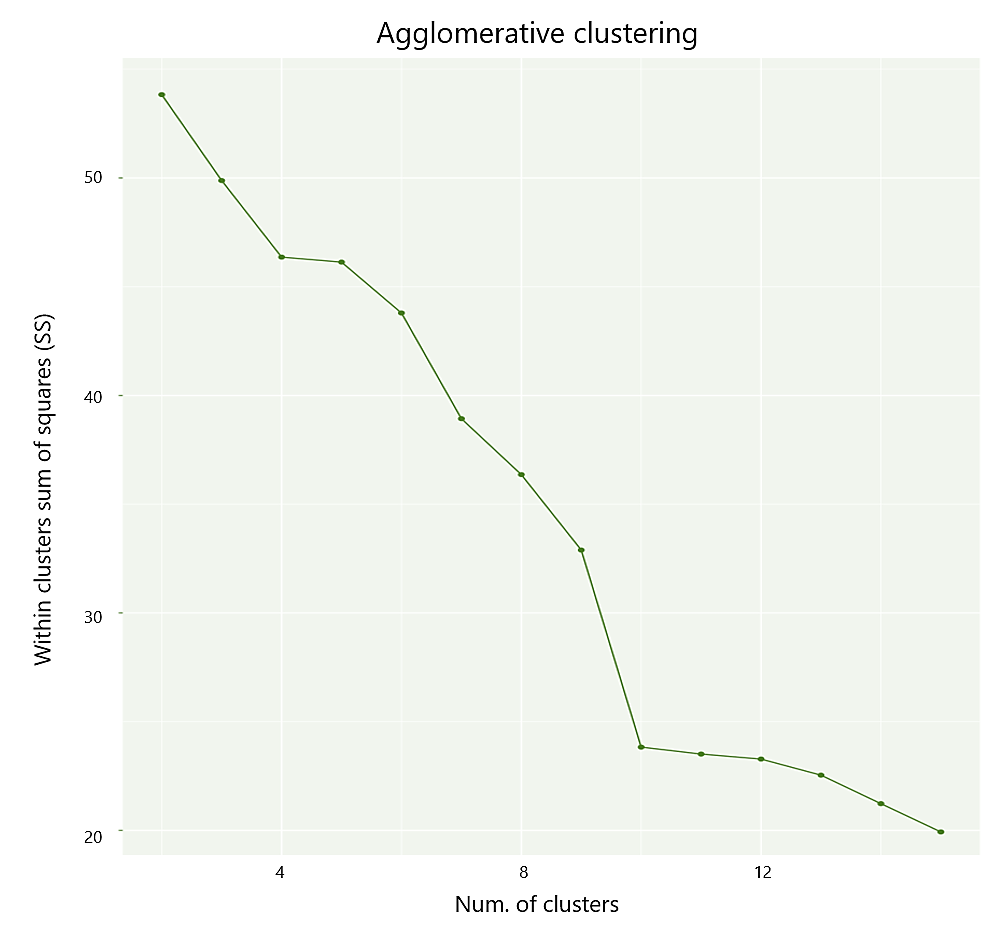 Agglomerative clustering
50
40
30
20
Within clusters sum of squares (SS)
4 8 12
Num. of clusters